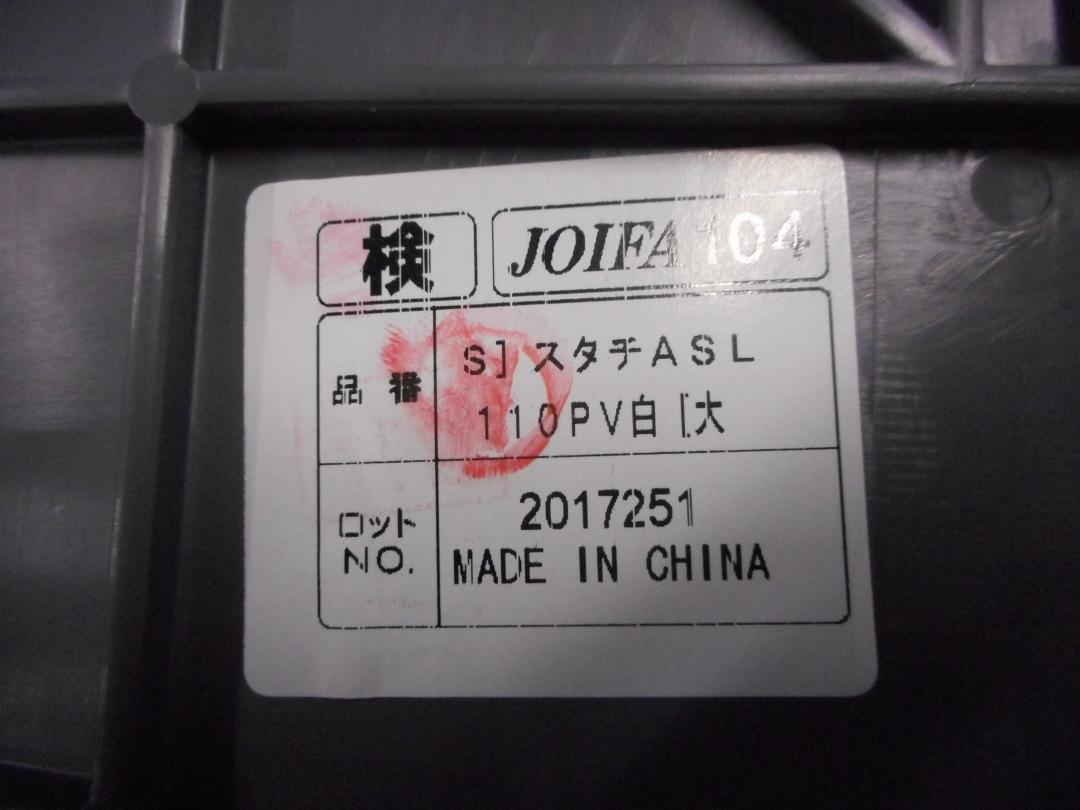 検
JOIFA 104
品番
S] スタチASL
110PV白[大
ロット
NO.
2017251
MADE IN CHINA